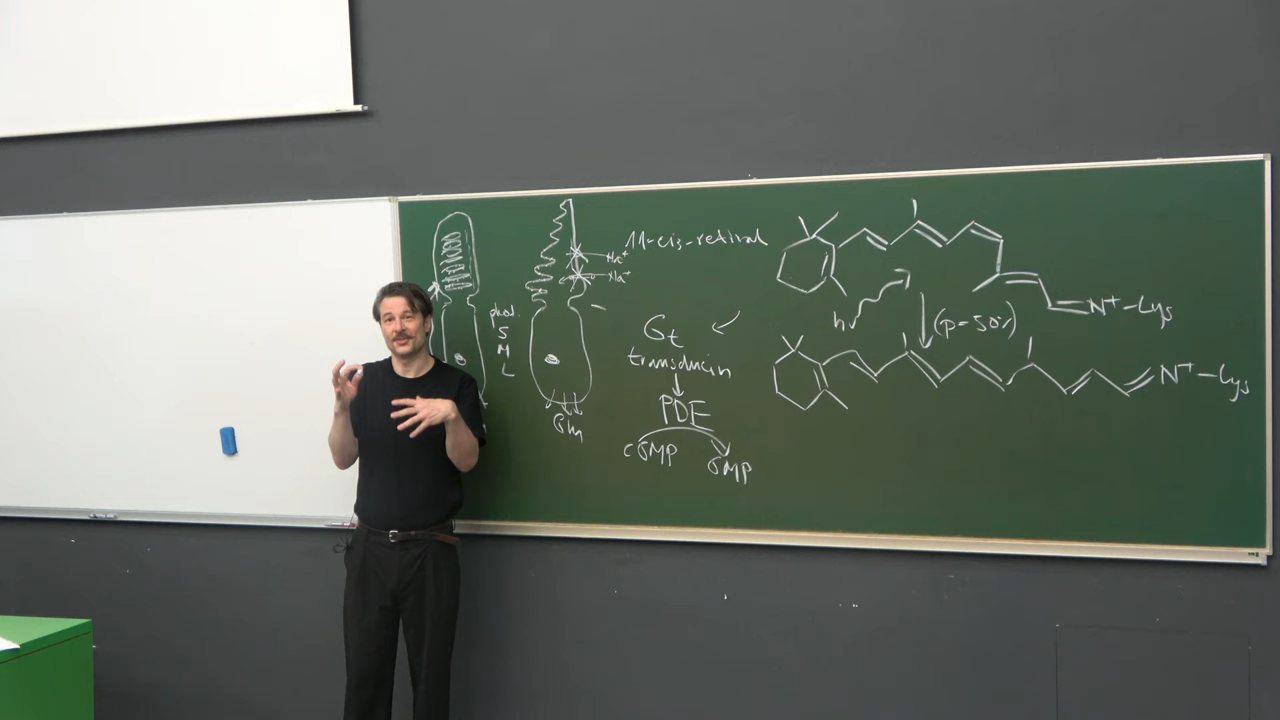 Na⁺
Na⁺
phot.
S
M
L
Glu
11-cis-retinal
Gt
transducin
PDE
cGMP
GMP
N⁺-Lys
hν
(p=50%)
N⁺-Lys